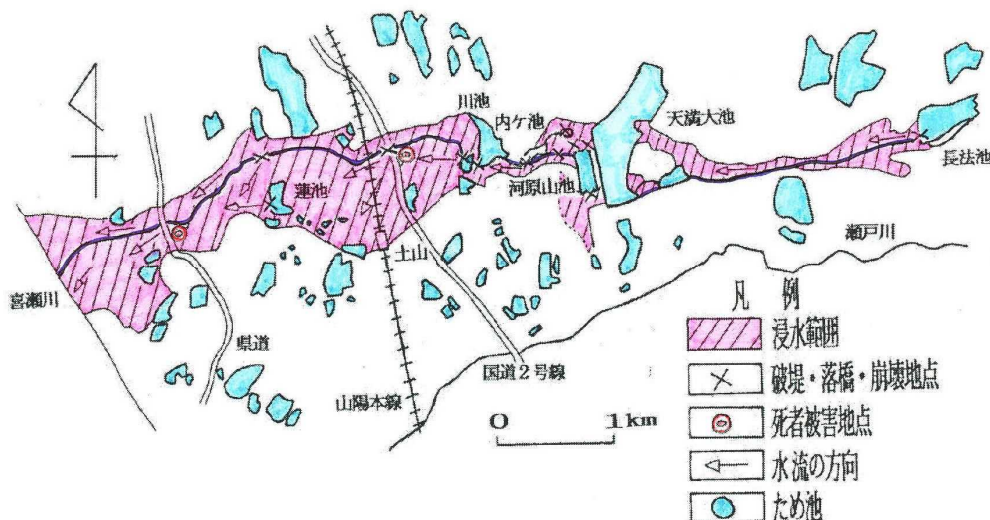 川池
内ケ池
天満大池
長法池
河原山池
蓮池
瀬戸川
土山
喜瀬川
県道
国道2号線
山陽本線
0 1km
凡 例
浸水範囲
破堤・落橋・崩壊地点
死者被害地点
水流の方向
ため池